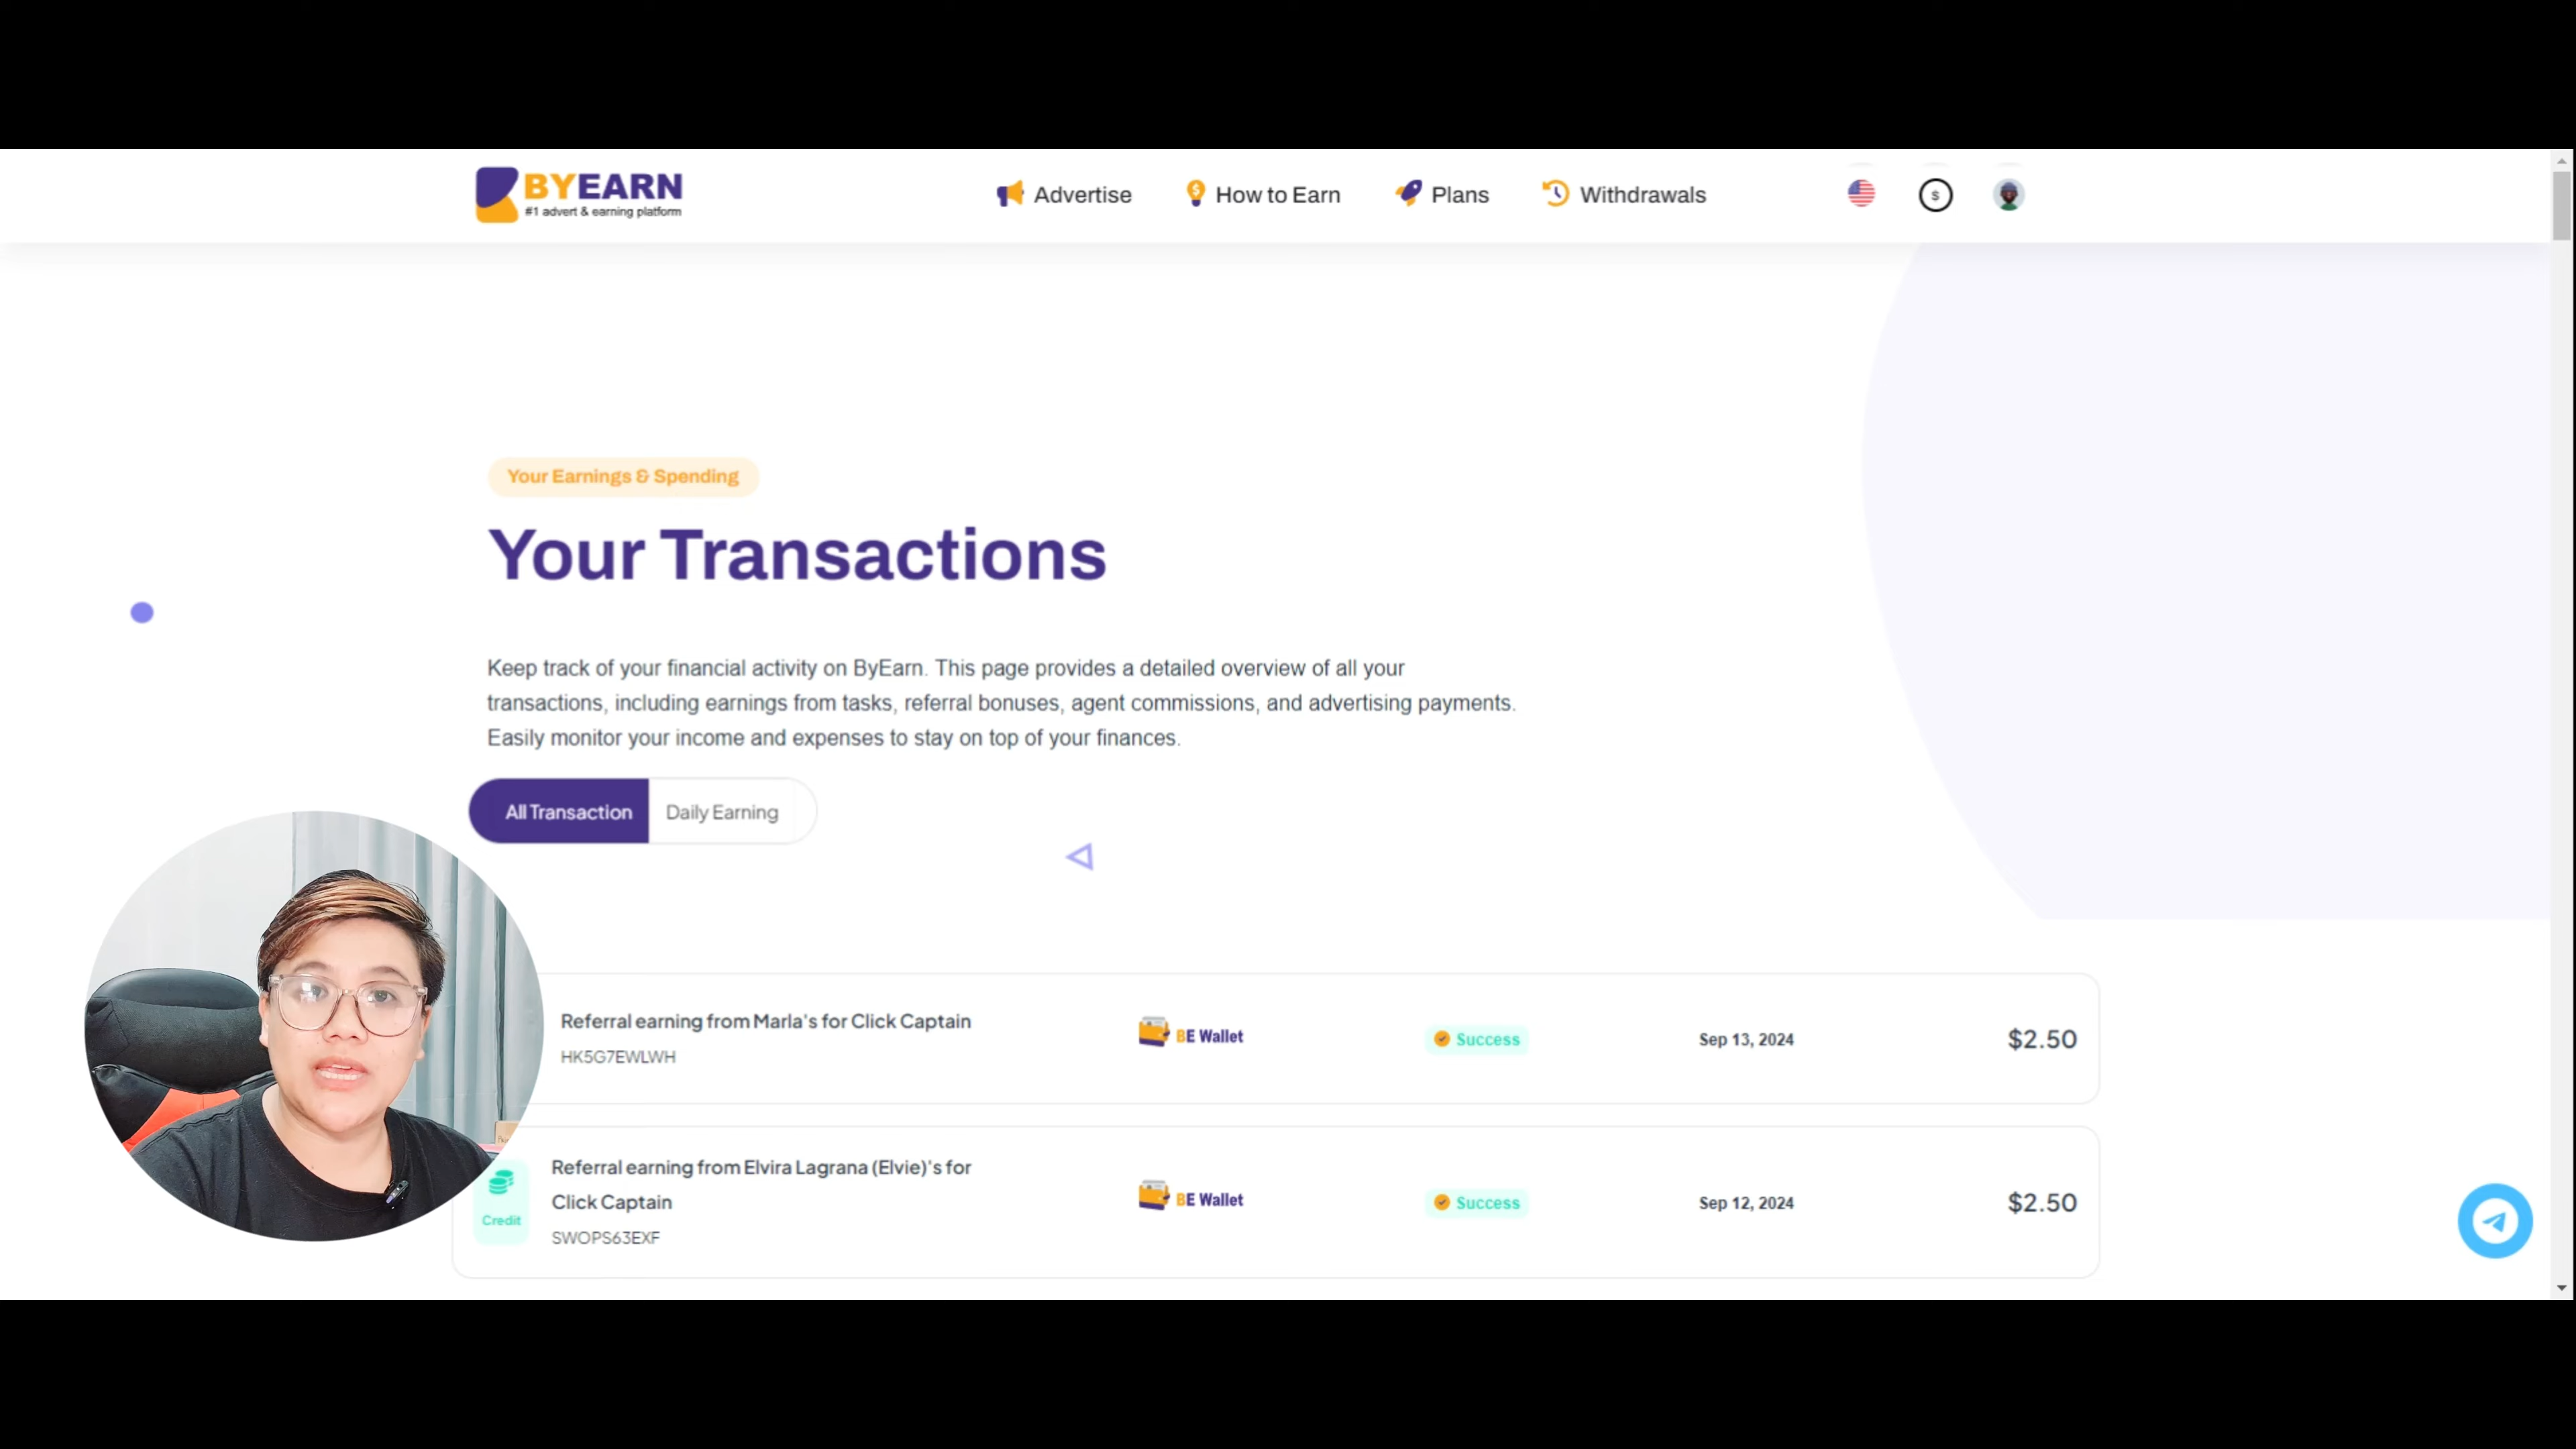 BYEARN
#1 advert & earning platform
Advertise
How to Earn
Plans
Withdrawals
$
Your Earnings & Spending
Your Transactions
Keep track of your financial activity on ByEarn. This page provides a detailed overview of all your
transactions, including earnings from tasks, referral bonuses, agent commissions, and advertising payments.
Easily monitor your income and expenses to stay on top of your finances.
All Transaction
Daily Earning
Referral earning from Marla's for Click Captain
HK5G7EWLWH
BE Wallet
Success
Sep 13, 2024
$2.50
Credit
Referral earning from Elvira Lagrana (Elvie)'s for
Click Captain
SWOPS63EXF
BE Wallet
Success
Sep 12, 2024
$2.50